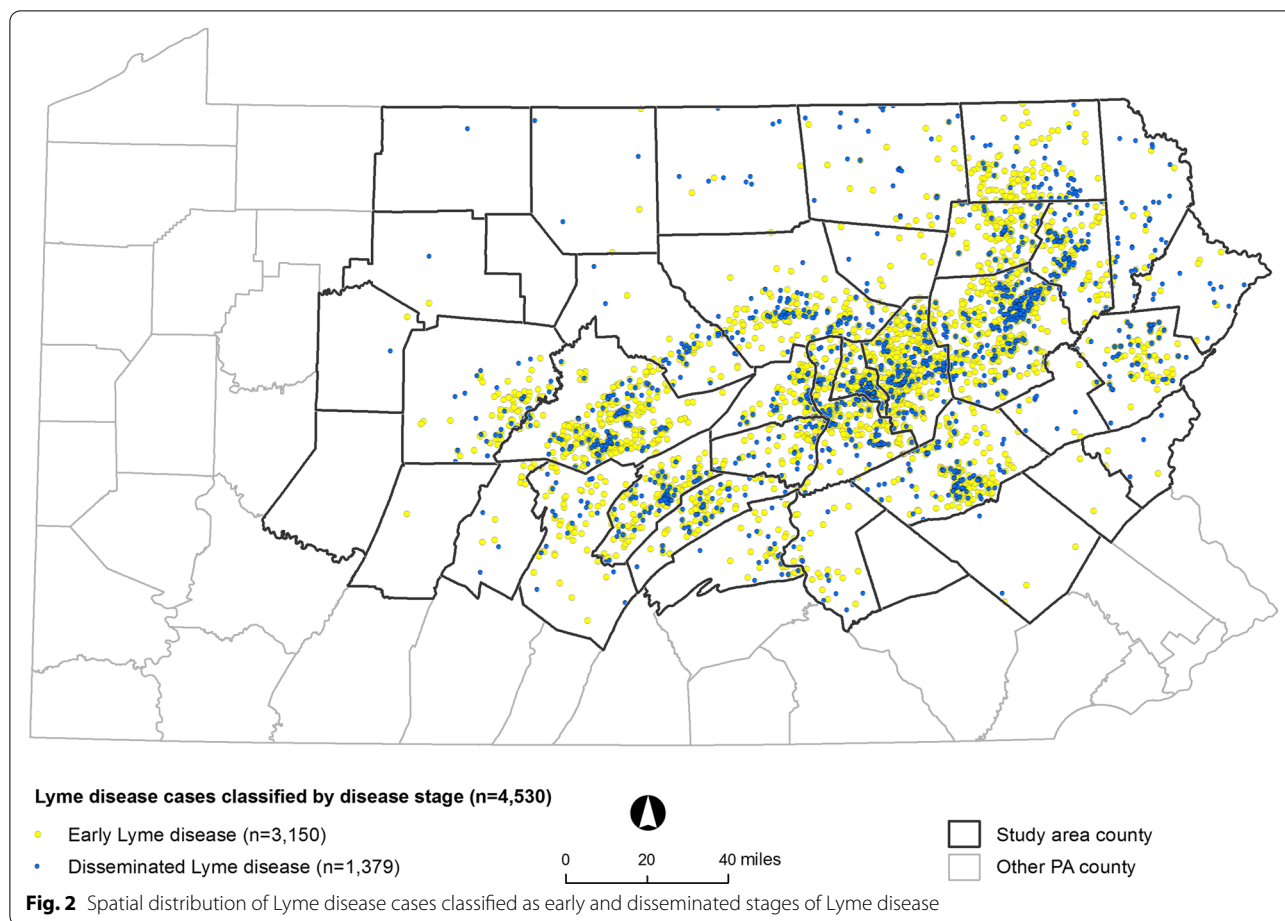 Lyme disease cases classified by disease stage (n=4,530)
Early Lyme disease (n=3,150)
Disseminated Lyme disease (n=1,379)
0 20 40 miles
Study area county
Other PA county
Fig. 2 Spatial distribution of Lyme disease cases classified as early and disseminated stages of Lyme disease